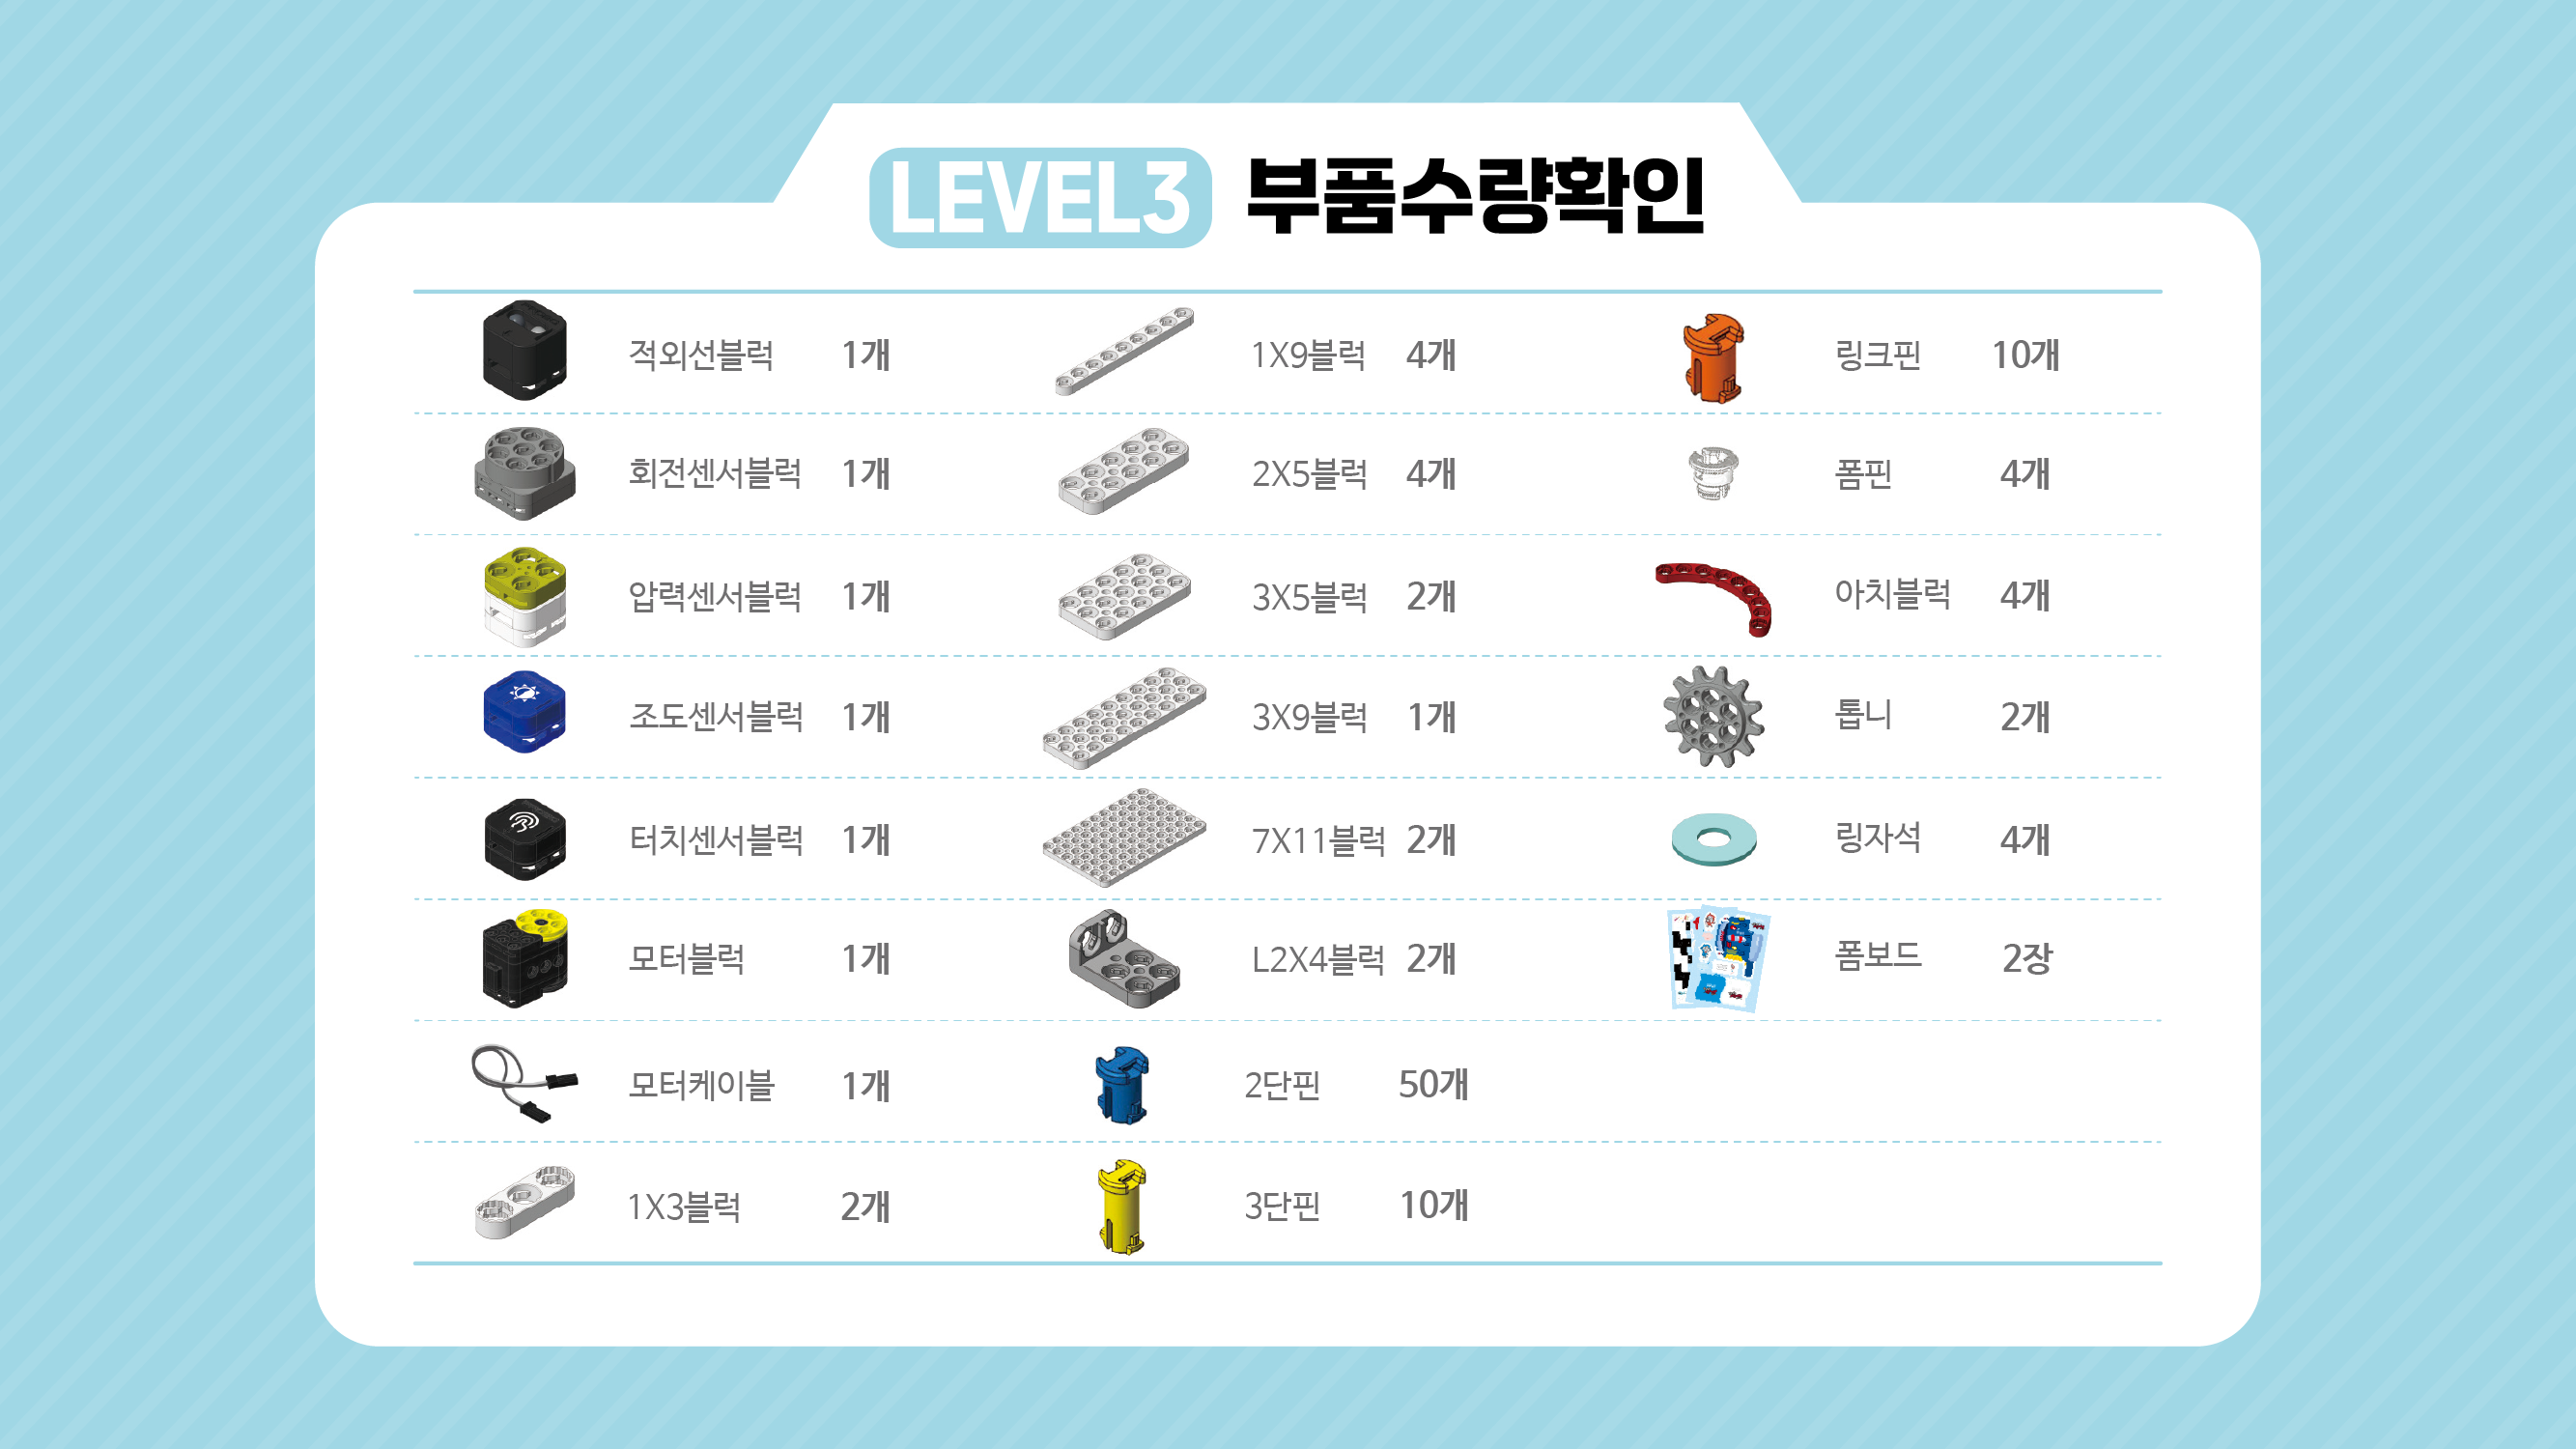 LEVEL3 부품수량확인
적외선블럭 1개 1X9블럭 4개 링크핀 10개
회전센서블럭 1개 2X5블럭 4개 폼핀 4개
압력센서블럭 1개 3X5블럭 2개 아치블럭 4개
조도센서블럭 1개 3X9블럭 1개 톱니 2개
터치센서블럭 1개 7X11블럭 2개 링자석 4개
모터블럭 1개 L2X4블럭 2개 폼보드 2장
모터케이블 1개 2단핀 50개
1X3블럭 2개 3단핀 10개